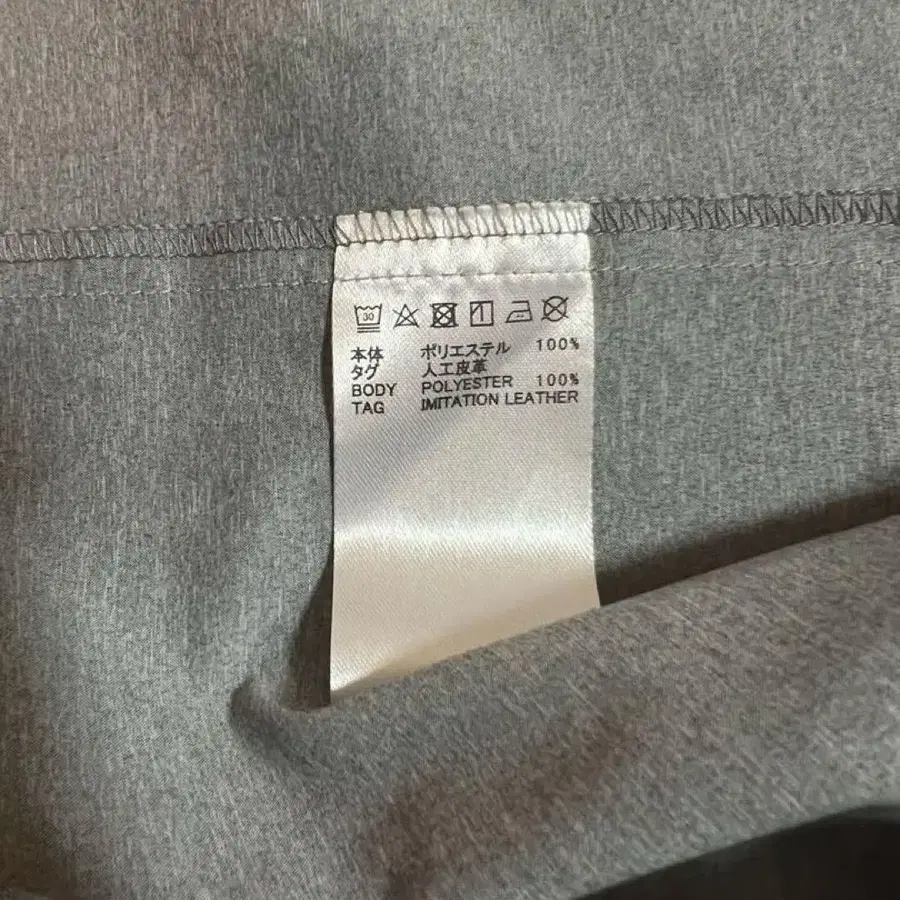 30
本体 ポリエステル 100%
タグ 人工皮革
BODY POLYESTER 100%
TAG IMITATION LEATHER